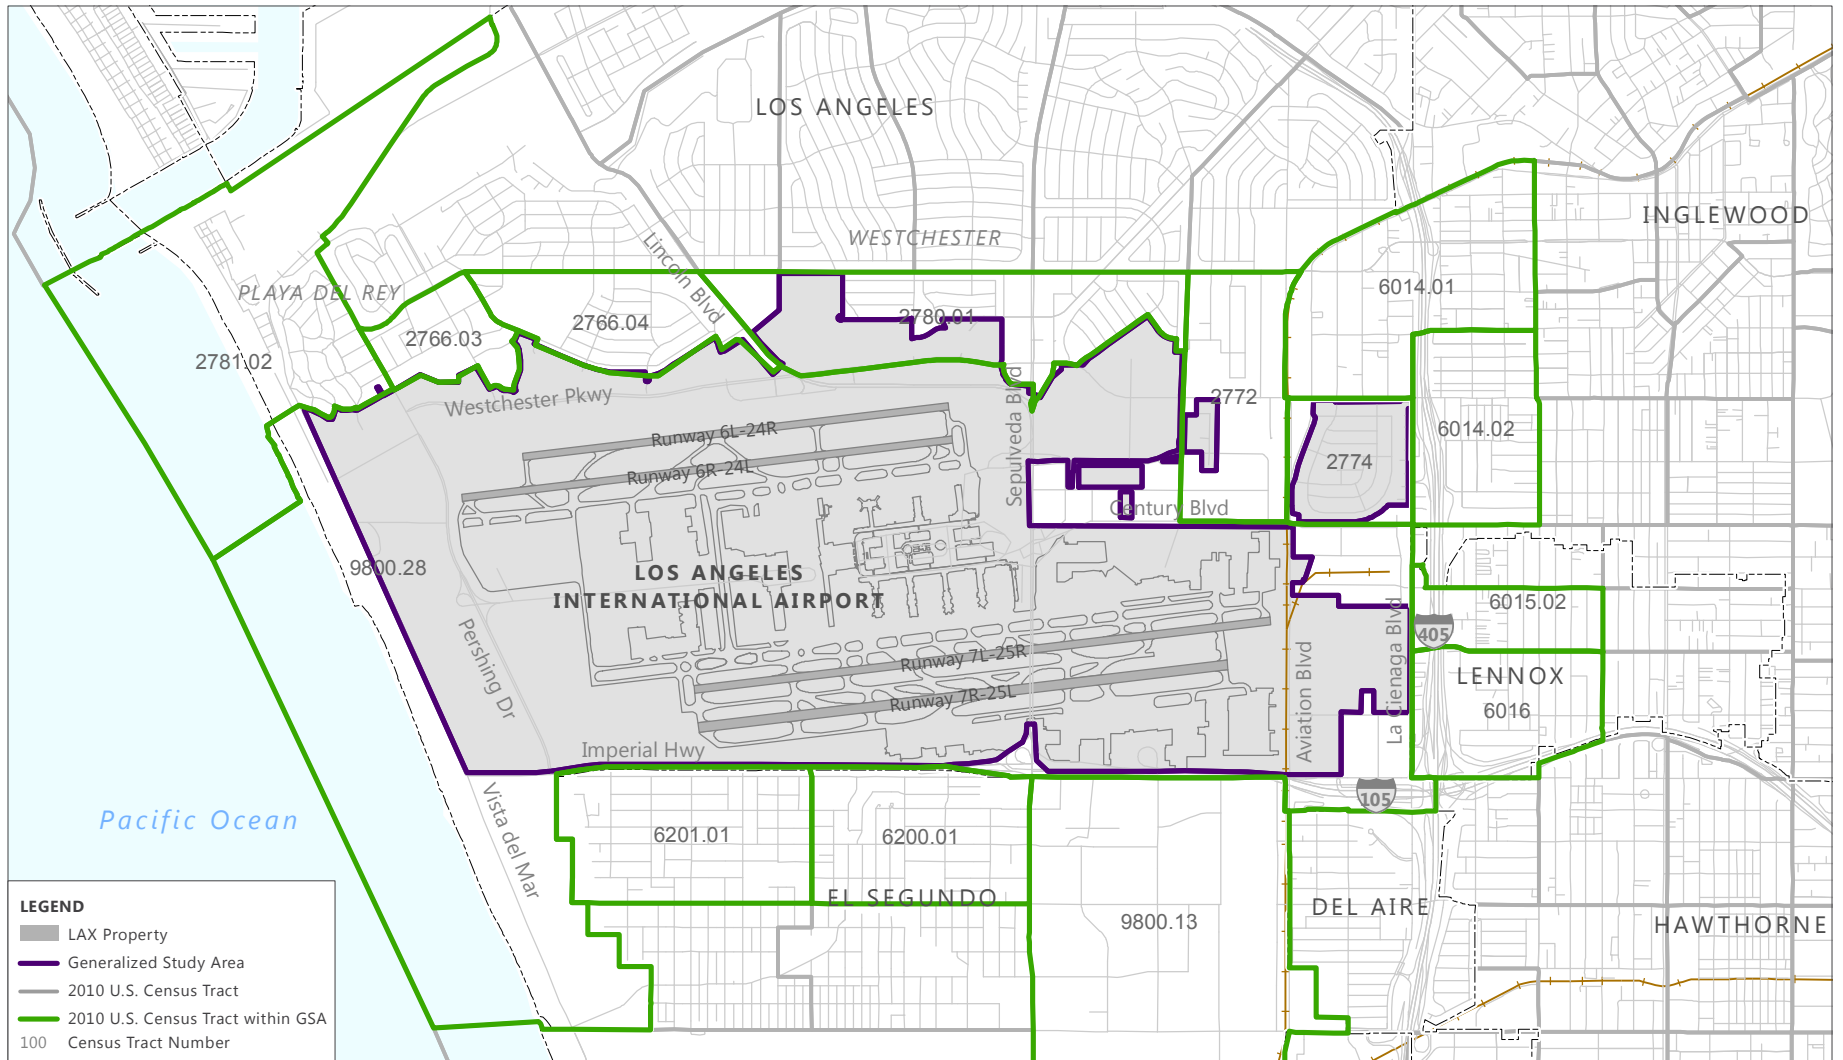 LOS ANGELES
INGLEWOOD
WESTCHESTER
Lincoln Blvd
PLAYA DEL REY
6014.01
2766.04
2780.01
2766.03
2781.02
Westchester Pkwy
Sepulveda Blvd
2772
Runway 6L-24R
6014.02
2774
Runway 6R-24L
Century Blvd
9800.28
LOS ANGELES
INTERNATIONAL AIRPORT
6015.02
405
La Cienaga Blvd
Pershing Dr
Runway 7L-25R
Aviation Blvd
LENNOX
6016
Runway 7R-25L
Imperial Hwy
105
Vista del Mar
Pacific Ocean
6201.01
6200.01
EL SEGUNDO
9800.13
DEL AIRE
HAWTHORNE
LEGEND
LAX Property
Generalized Study Area
2010 U.S. Census Tract
2010 U.S. Census Tract within GSA
100 Census Tract Number